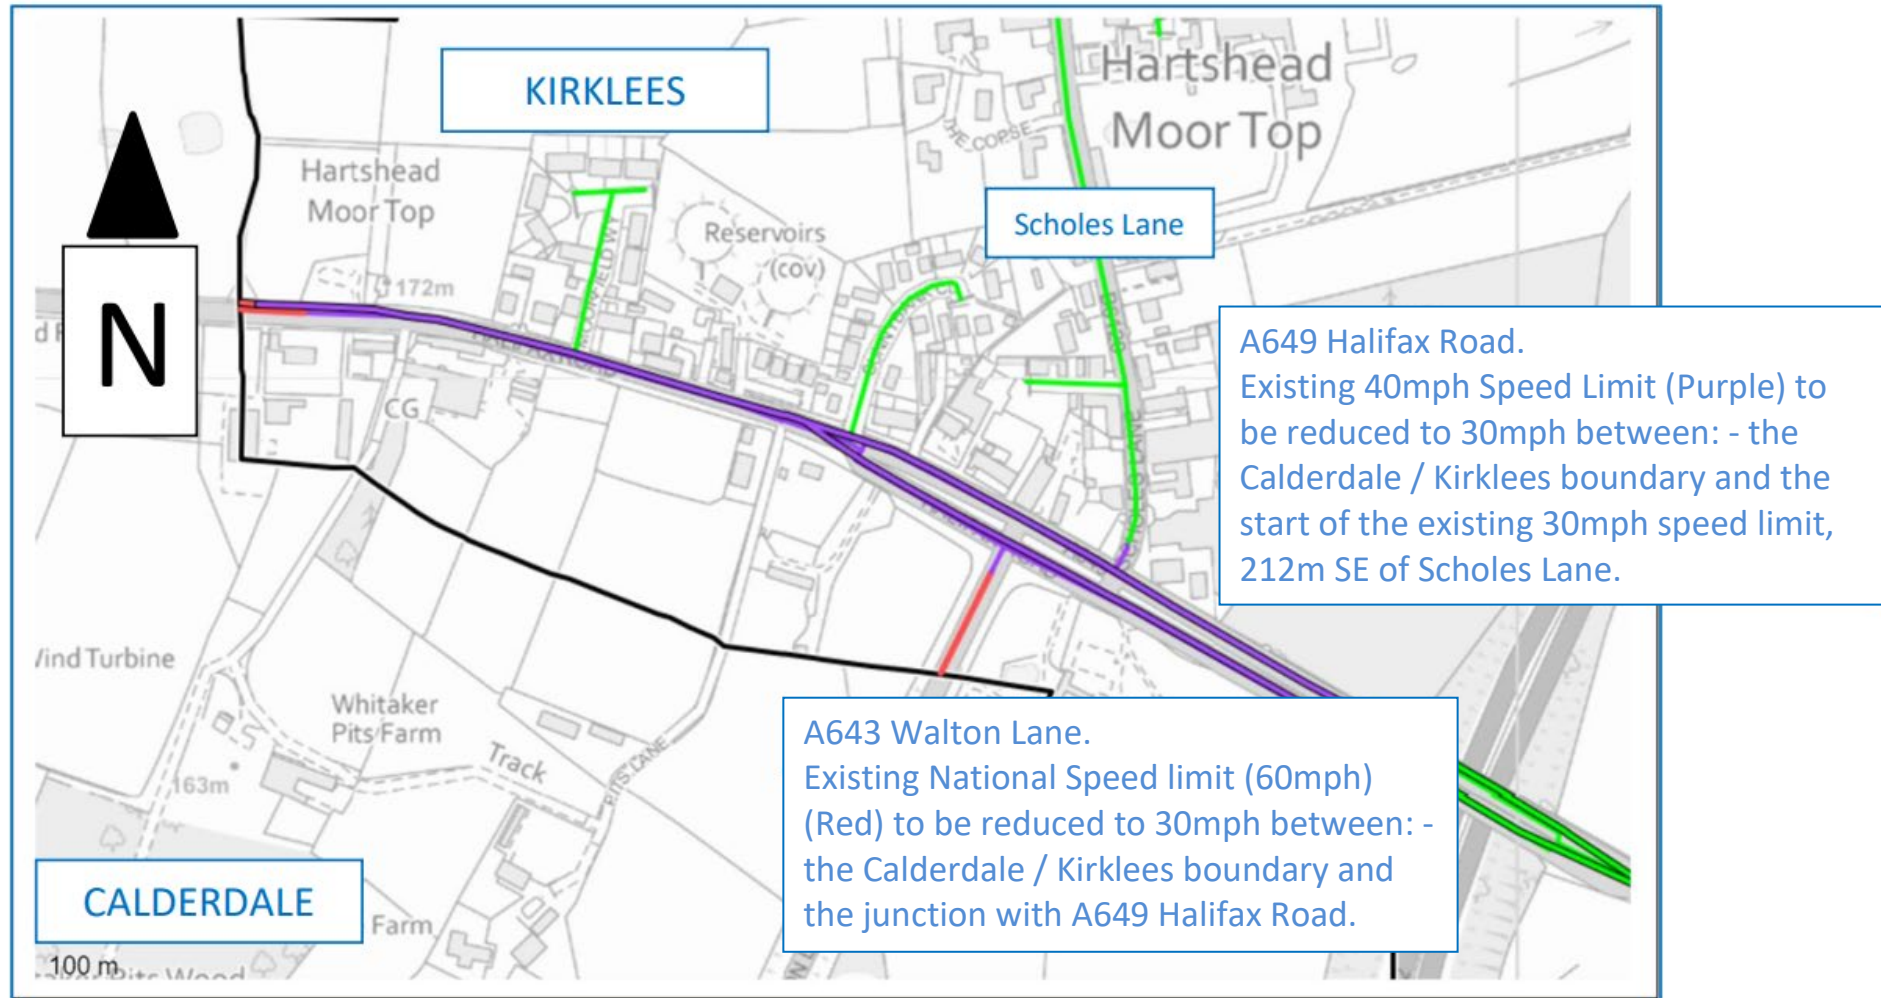 KIRKLEES
Hartshead
Moor Top
THE COPSE
Hartshead
Moor Top
Reservoirs
(cov)
Scholes Lane
172m
N
CG
A649 Halifax Road.
Existing 40mph Speed Limit (Purple) to
be reduced to 30mph between: - the
Calderdale / Kirklees boundary and the
start of the existing 30mph speed limit,
212m SE of Scholes Lane.
Whitaker
Pits Farm
Track
PITS LANE
163m
A643 Walton Lane.
Existing National Speed limit (60mph)
(Red) to be reduced to 30mph between: -
the Calderdale / Kirklees boundary and
the junction with A649 Halifax Road.
CALDERDALE
Farm
100 m
Pits Wood